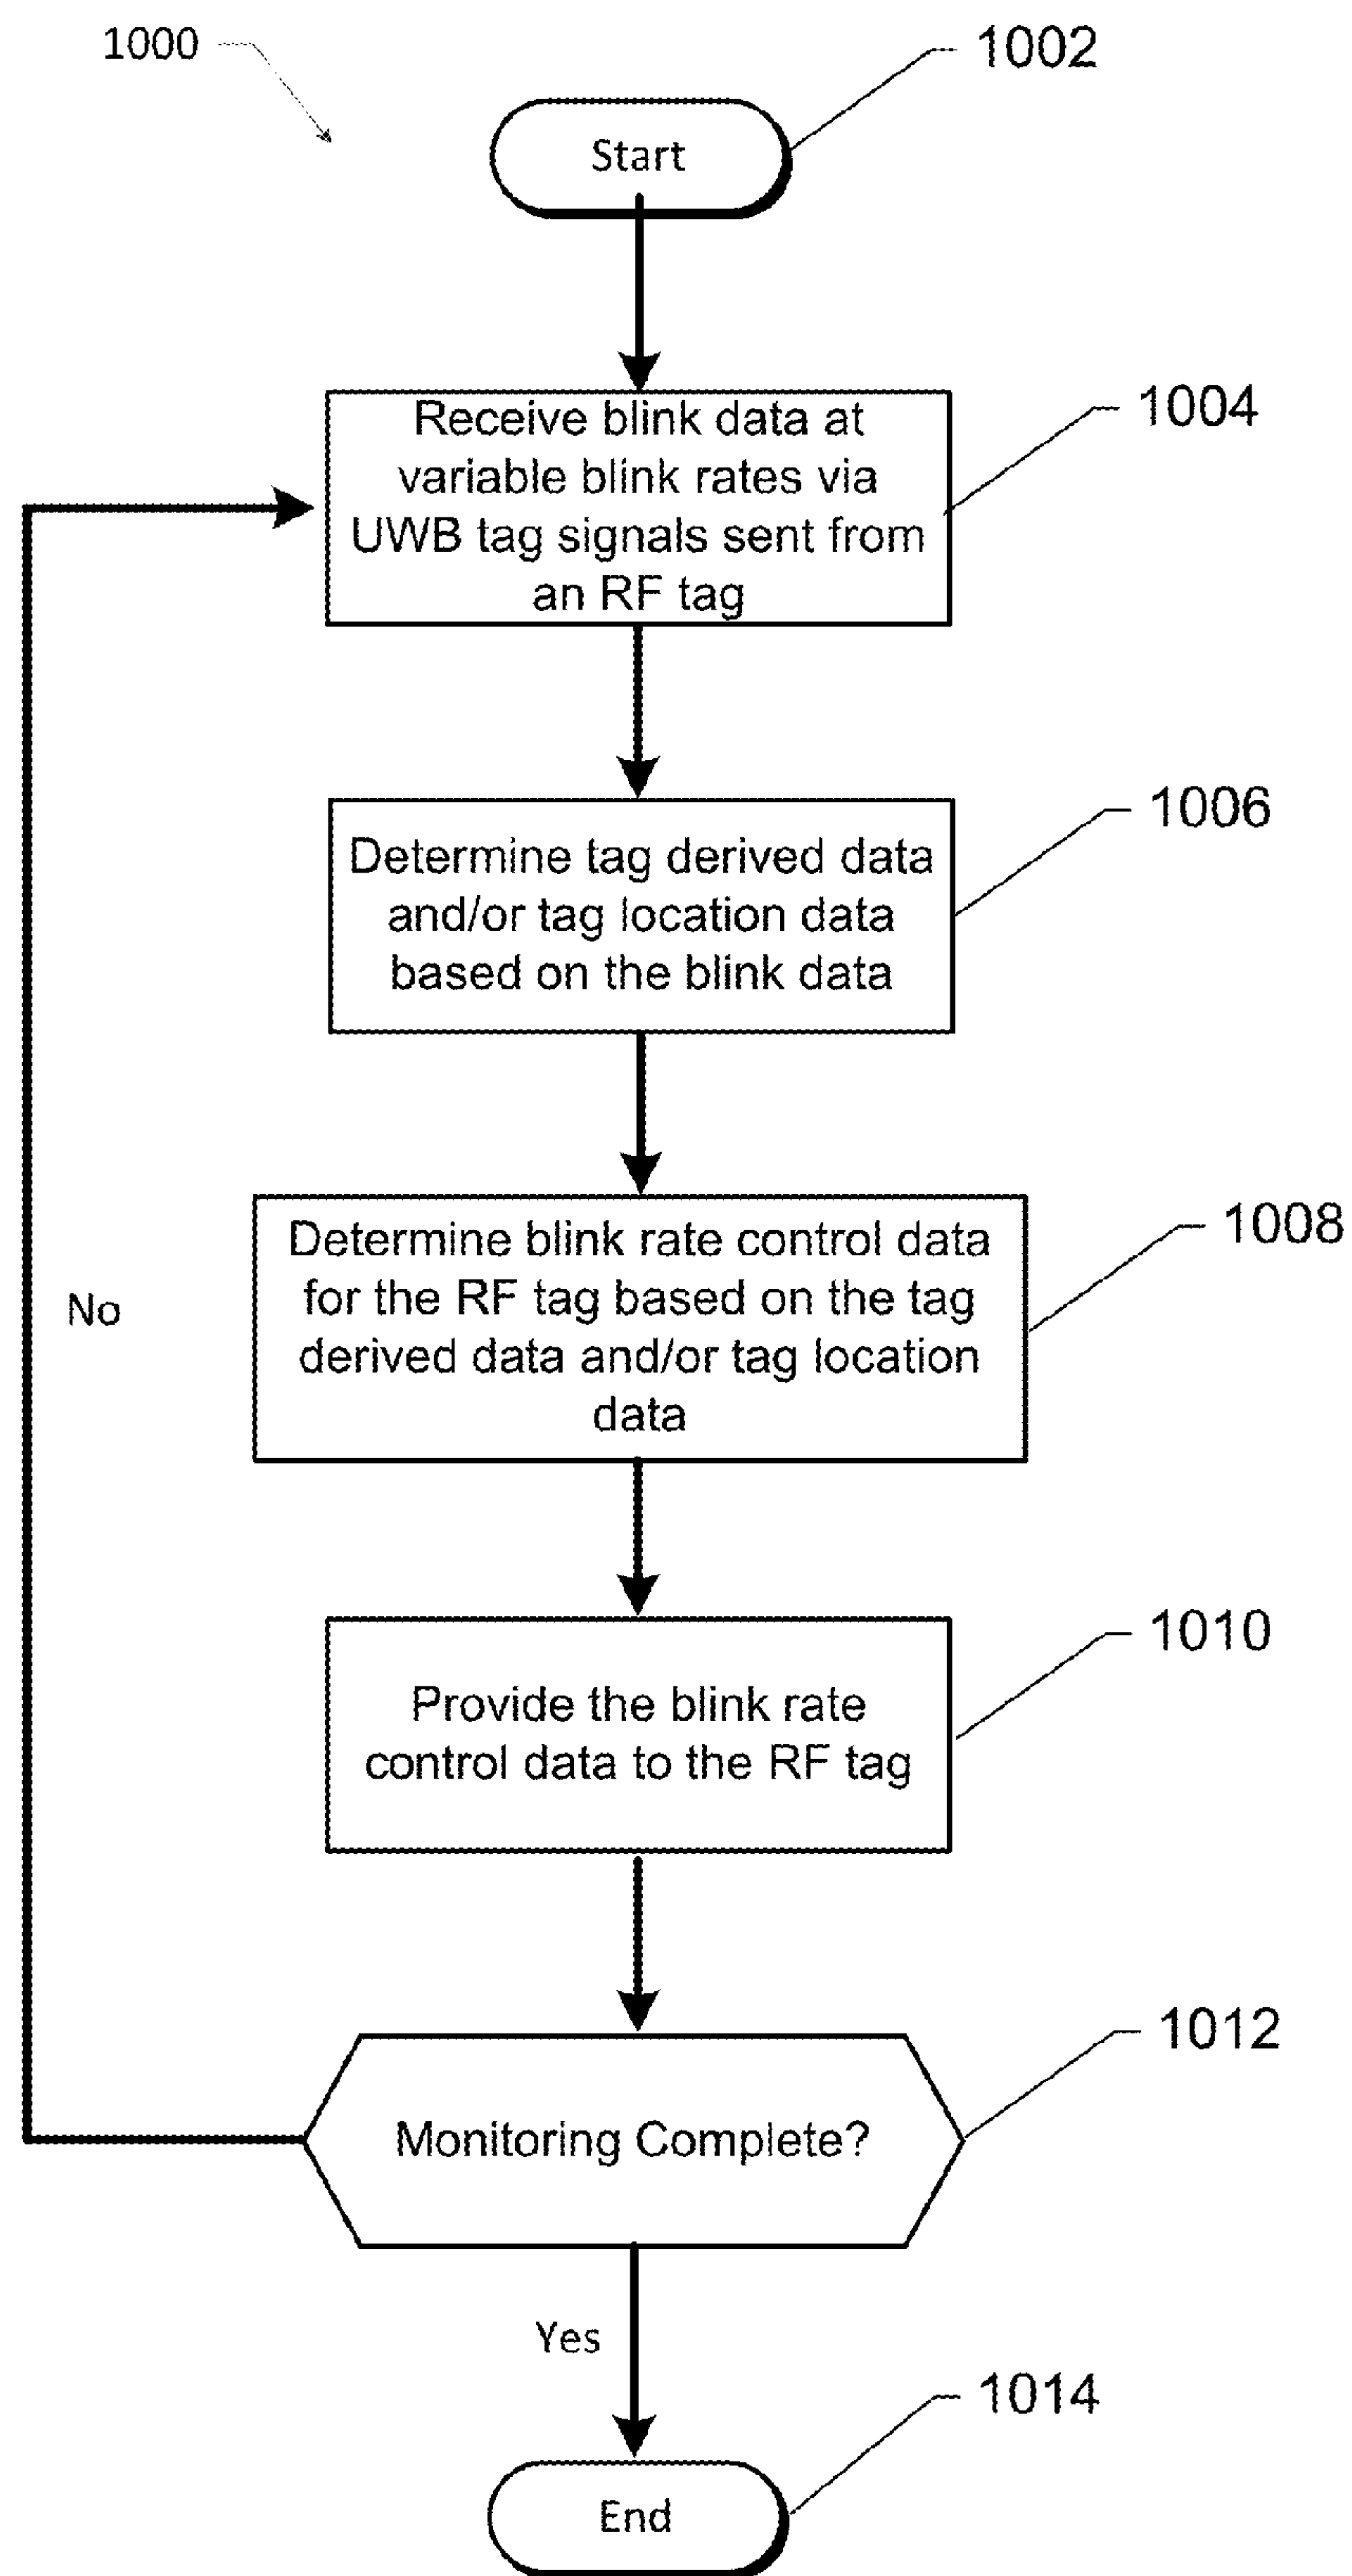 1000
1002
Start
1004
Receive blink data at
variable blink rates via
UWB tag signals sent from
an RF tag
1006
Determine tag derived data
and/or tag location data
based on the blink data
1008
Determine blink rate control data
for the RF tag based on the tag
derived data and/or tag location
data
No
1010
Provide the blink rate
control data to the RF tag
1012
Monitoring Complete?
Yes
1014
End